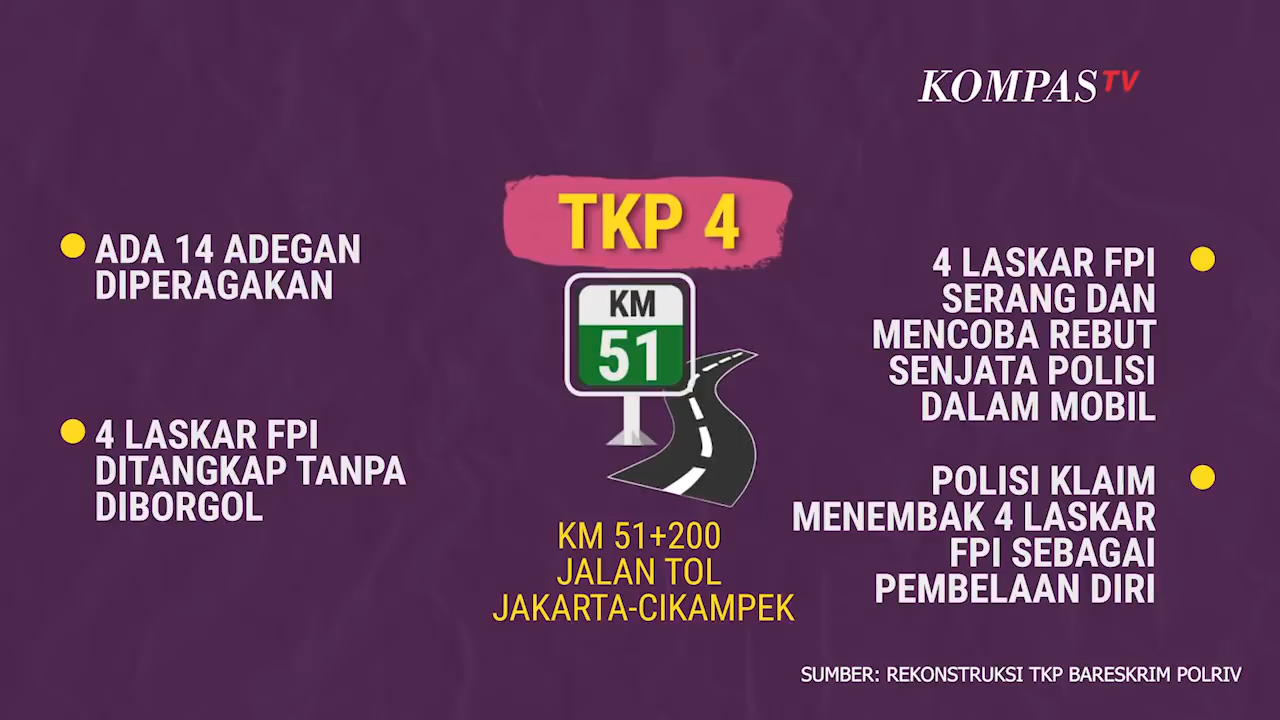 KOMPAS TV
TKP 4
KM
51
KM 51+200
JALAN TOL
JAKARTA-CIKAMPEK
ADA 14 ADEGAN
DIPERAGAKAN
4 LASKAR FPI
DITANGKAP TANPA
DIBORGOL
4 LASKAR FPI
SERANG DAN
MENCOBA REBUT
SENJATA POLISI
DALAM MOBIL
POLISI KLAIM
MENEMBAK 4 LASKAR
FPI SEBAGAI
PEMBELAAN DIRI
SUMBER: REKONSTRUKSI TKP BARESKRIM POLRIV